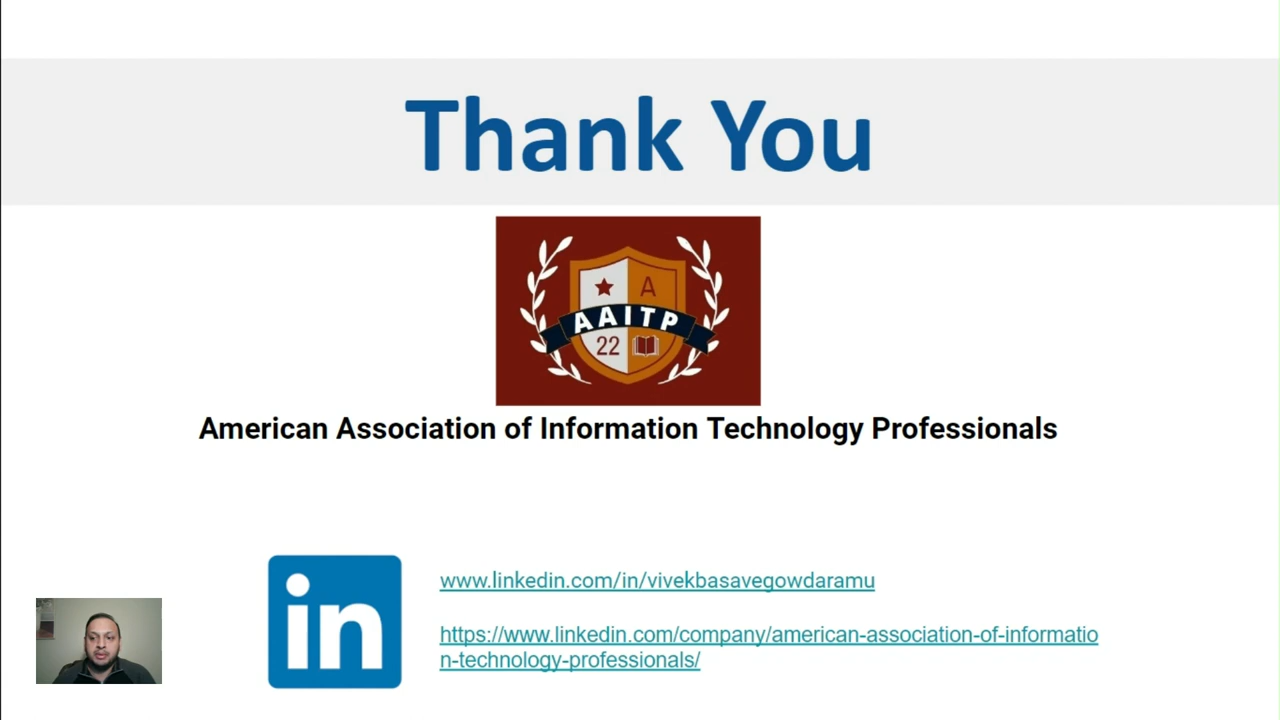 Thank You
A
AAITP
22
American Association of Information Technology Professionals
in
www.linkedin.com/in/vivekbasavegowdaramu
https://www.linkedin.com/company/american-association-of-informatio
n-technology-professionals/